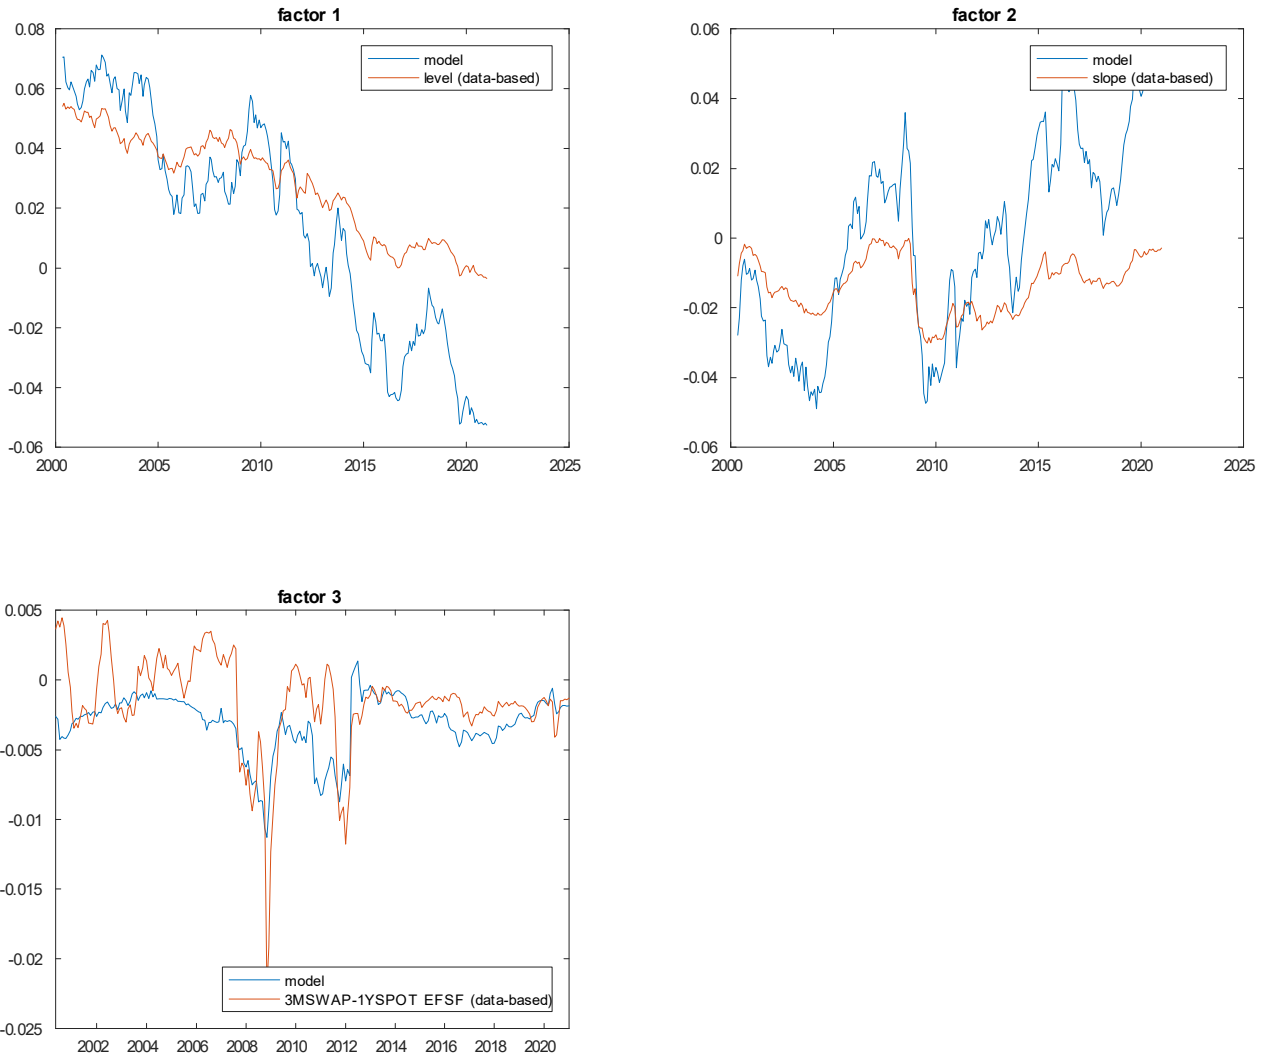 factor 1
0.08
0.06
0.04
0.02
0
-0.02
-0.04
-0.06
2000 2005 2010 2015 2020 2025
model
level (data-based)
factor 2
0.06
0.04
0.02
0
-0.02
-0.04
-0.06
2000 2005 2010 2015 2020 2025
model
slope (data-based)
factor 3
0.005
0
-0.005
-0.01
-0.015
-0.02
-0.025
2002 2004 2006 2008 2010 2012 2014 2016 2018 2020
model
3MSWAP-1YSPOT EFSF (data-based)